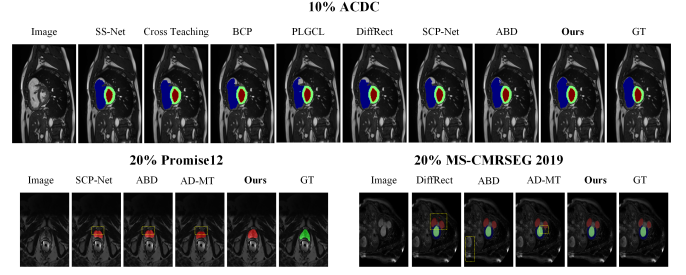 10% ACDC
Image SS-Net Cross Teaching BCP PLGCL DiffRect SCP-Net ABD Ours GT
20% Promise12
Image SCP-Net ABD AD-MT Ours GT
20% MS-CMRSEG 2019
Image DiffRect ABD AD-MT Ours GT